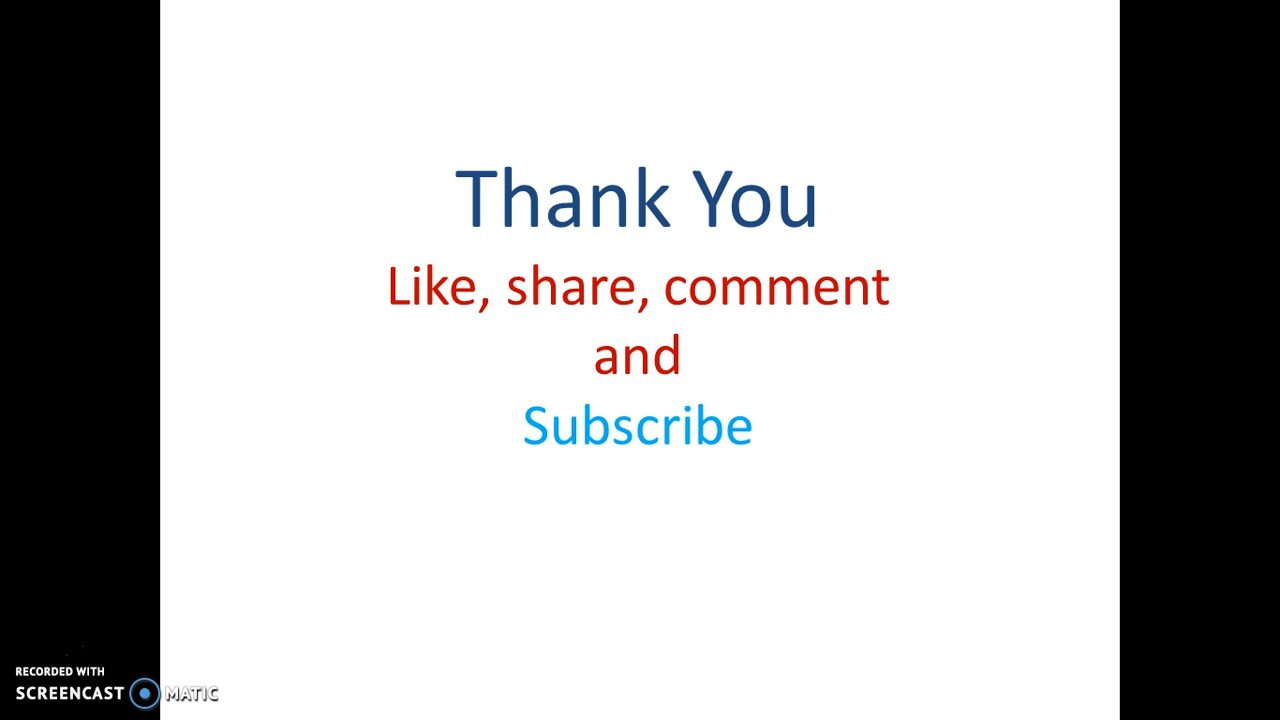 Thank You
Like, share, comment
and
Subscribe
RECORDED WITH
SCREENCAST MATIC